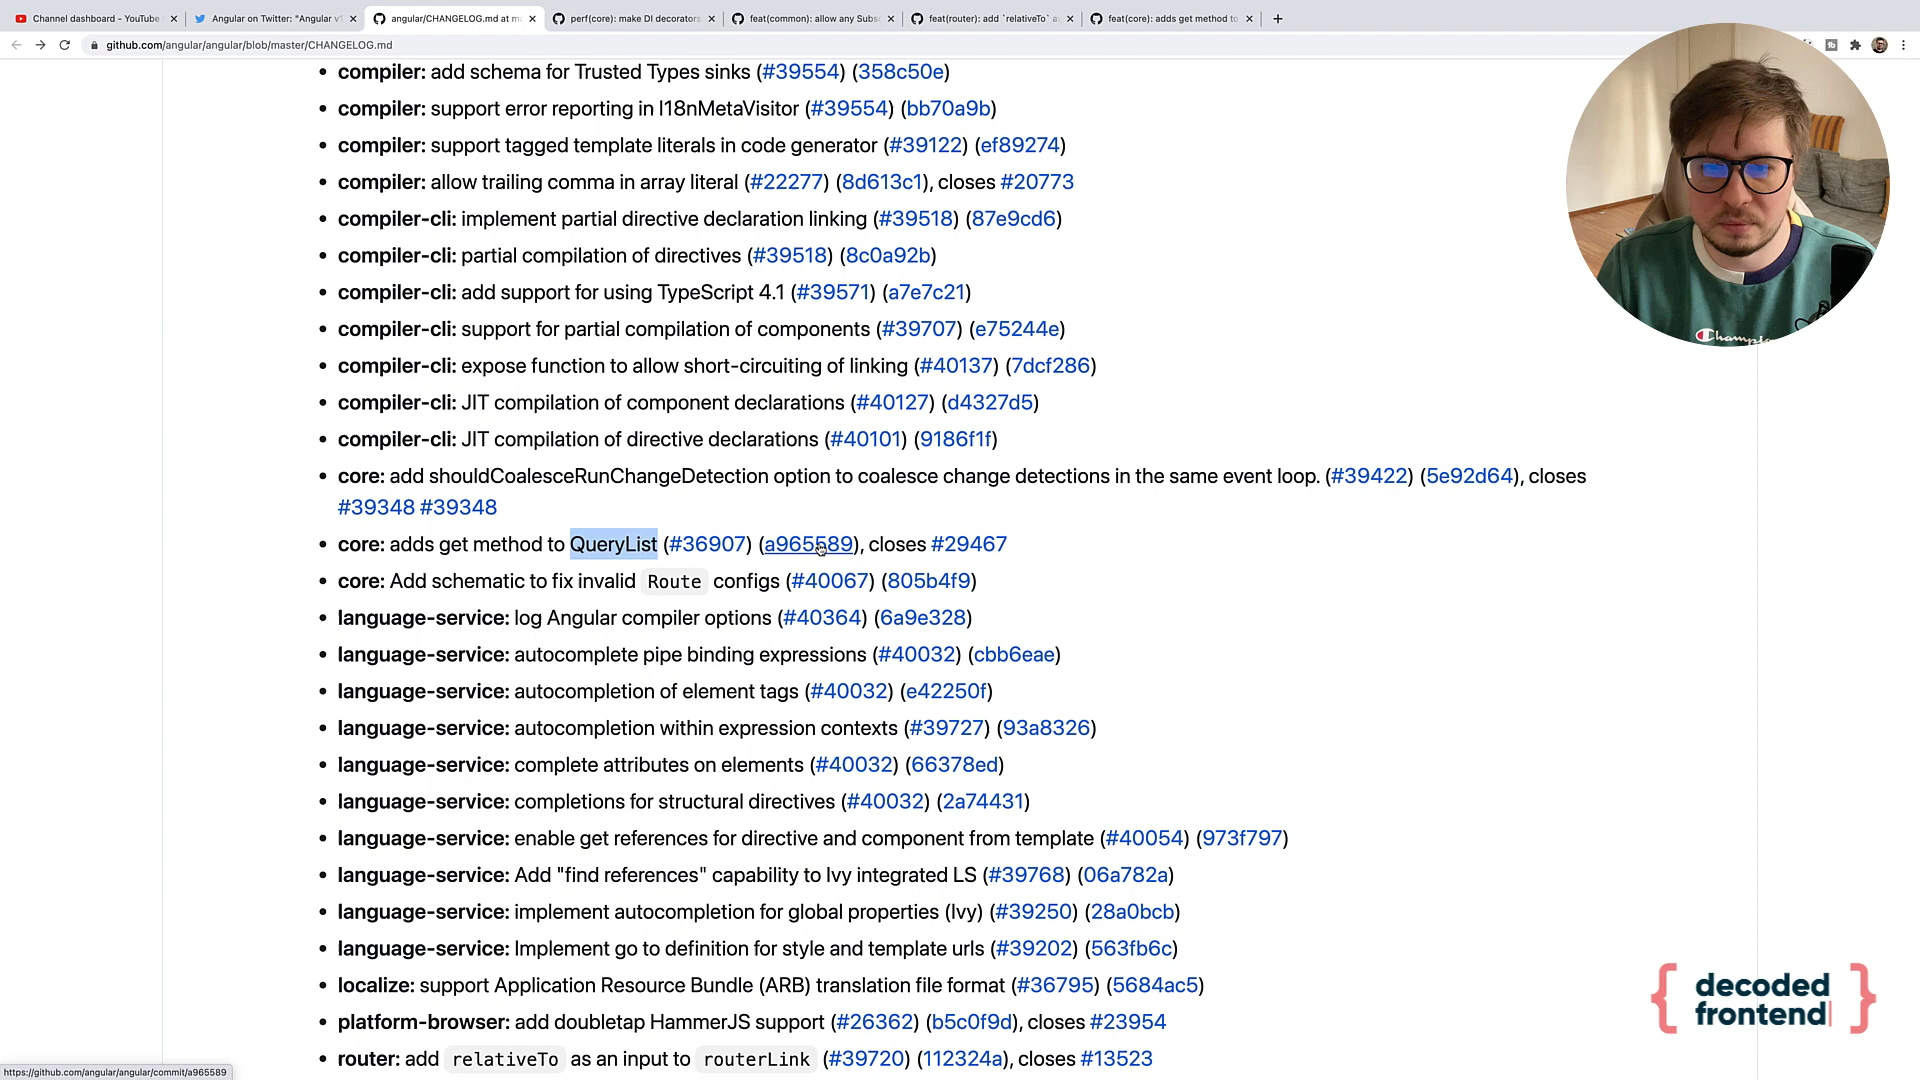 Channel dashboard - YouTube
Angular on Twitter: "Angular v1
angular/CHANGELOG.md at m
perf(core): make DI decorators
feat(common): allow any Subs
feat(router): add `relativeTo` a
feat(core): adds get method to
github.com/angular/angular/blob/master/CHANGELOG.md
compiler: add schema for Trusted Types sinks (#39554) (358c50e)
compiler: support error reporting in I18nMetaVisitor (#39554) (bb70a9b)
compiler: support tagged template literals in code generator (#39122) (ef89274)
compiler: allow trailing comma in array literal (#22277) (8d613c1), closes #20773
compiler-cli: implement partial directive declaration linking (#39518) (87e9cd6)
compiler-cli: partial compilation of directives (#39518) (8c0a92b)
compiler-cli: add support for using TypeScript 4.1 (#39571) (a7e7c21)
compiler-cli: support for partial compilation of components (#39707) (e75244e)
compiler-cli: expose function to allow short-circuiting of linking (#40137) (7dcf286)
compiler-cli: JIT compilation of component declarations (#40127) (d4327d5)
compiler-cli: JIT compilation of directive declarations (#40101) (9186f1f)
core: add shouldCoalesceRunChangeDetection option to coalesce change detections in the same event loop. (#39422) (5e92d64), closes
#39348 #39348
core: adds get method to QueryList (#36907) (a965589), closes #29467
core: Add schematic to fix invalid Route configs (#40067) (805b4f9)
language-service: log Angular compiler options (#40364) (6a9e328)
language-service: autocomplete pipe binding expressions (#40032) (cbb6eae)
language-service: autocompletion of element tags (#40032) (e42250f)
language-service: autocompletion within expression contexts (#39727) (93a8326)
language-service: complete attributes on elements (#40032) (66378ed)
language-service: completions for structural directives (#40032) (2a74431)
language-service: enable get references for directive and component from template (#40054) (973f797)
language-service: Add "find references" capability to Ivy integrated LS (#39768) (06a782a)
language-service: implement autocompletion for global properties (Ivy) (#39250) (28a0bcb)
language-service: Implement go to definition for style and template urls (#39202) (563fb6c)
localize: support Application Resource Bundle (ARB) translation file format (#36795) (5684ac5)
platform-browser: add doubletap HammerJS support (#26362) (b5c0f9d), closes #23954
router: add relativeTo as an input to routerLink (#39720) (112324a), closes #13523
https://github.com/angular/angular/commit/a965589
Champ
{ decoded
frontend }